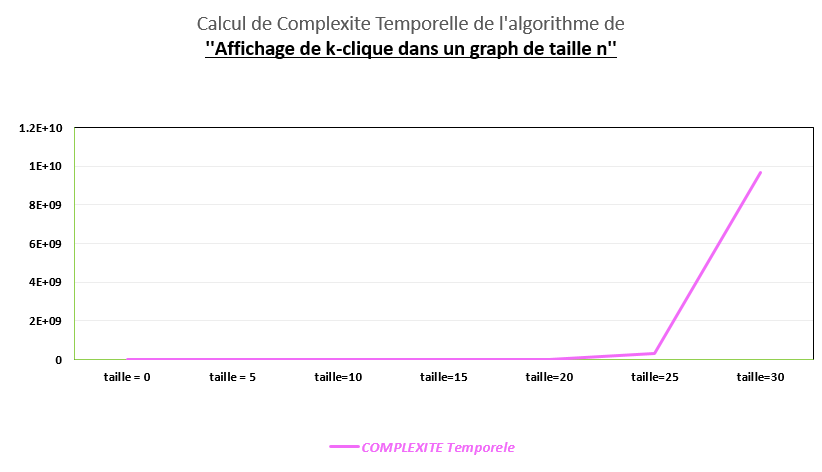 Calcul de Complexite Temporelle de l'algorithme de
"Affichage de k-clique dans un graph de taille n"
1.2E+10
1E+10
8E+09
6E+09
4E+09
2E+09
0
taille = 0 taille = 5 taille=10 taille=15 taille=20 taille=25 taille=30
COMPLEXITE Temporele